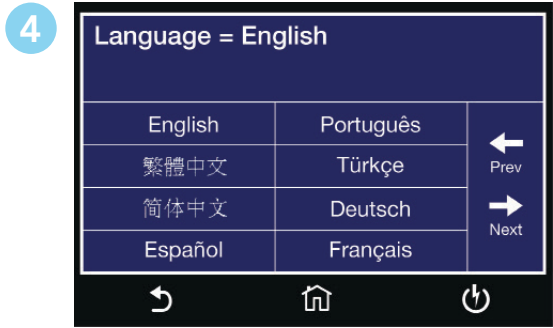 4
Language = English
English Português
繁體中文 Türkçe
Prev
简体中文 Deutsch
Next
Español Français